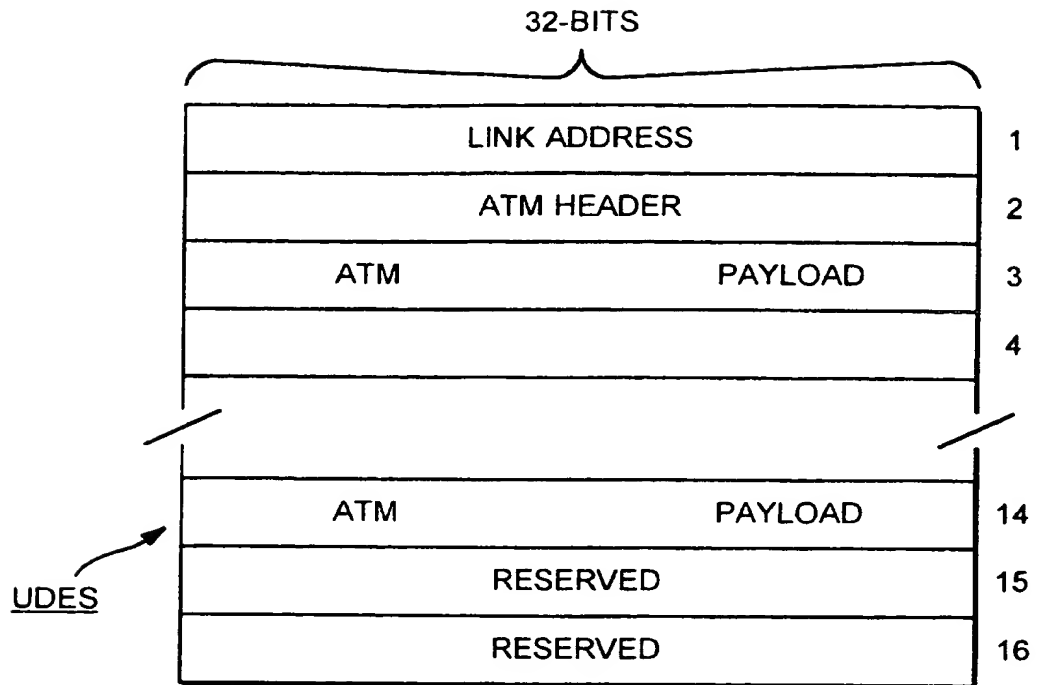 32-BITS
LINK ADDRESS 1
ATM HEADER 2
ATM PAYLOAD 3
4
ATM PAYLOAD 14
RESERVED 15
UDES
RESERVED 16